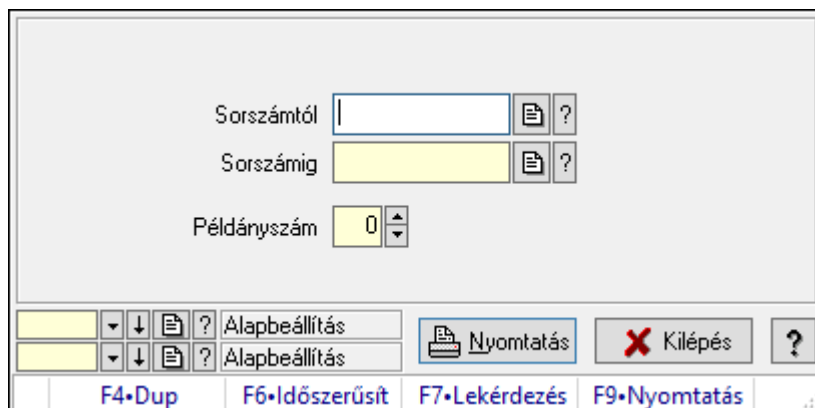 Sorszámtól ?
Sorszámig ?
Példányszám 0
? Alapbeállítás
? Alapbeállítás
Nyomtatás Kilépés ?
F4•Dup F6•Időszerűsít F7•Lekérdezés F9•Nyomtatás